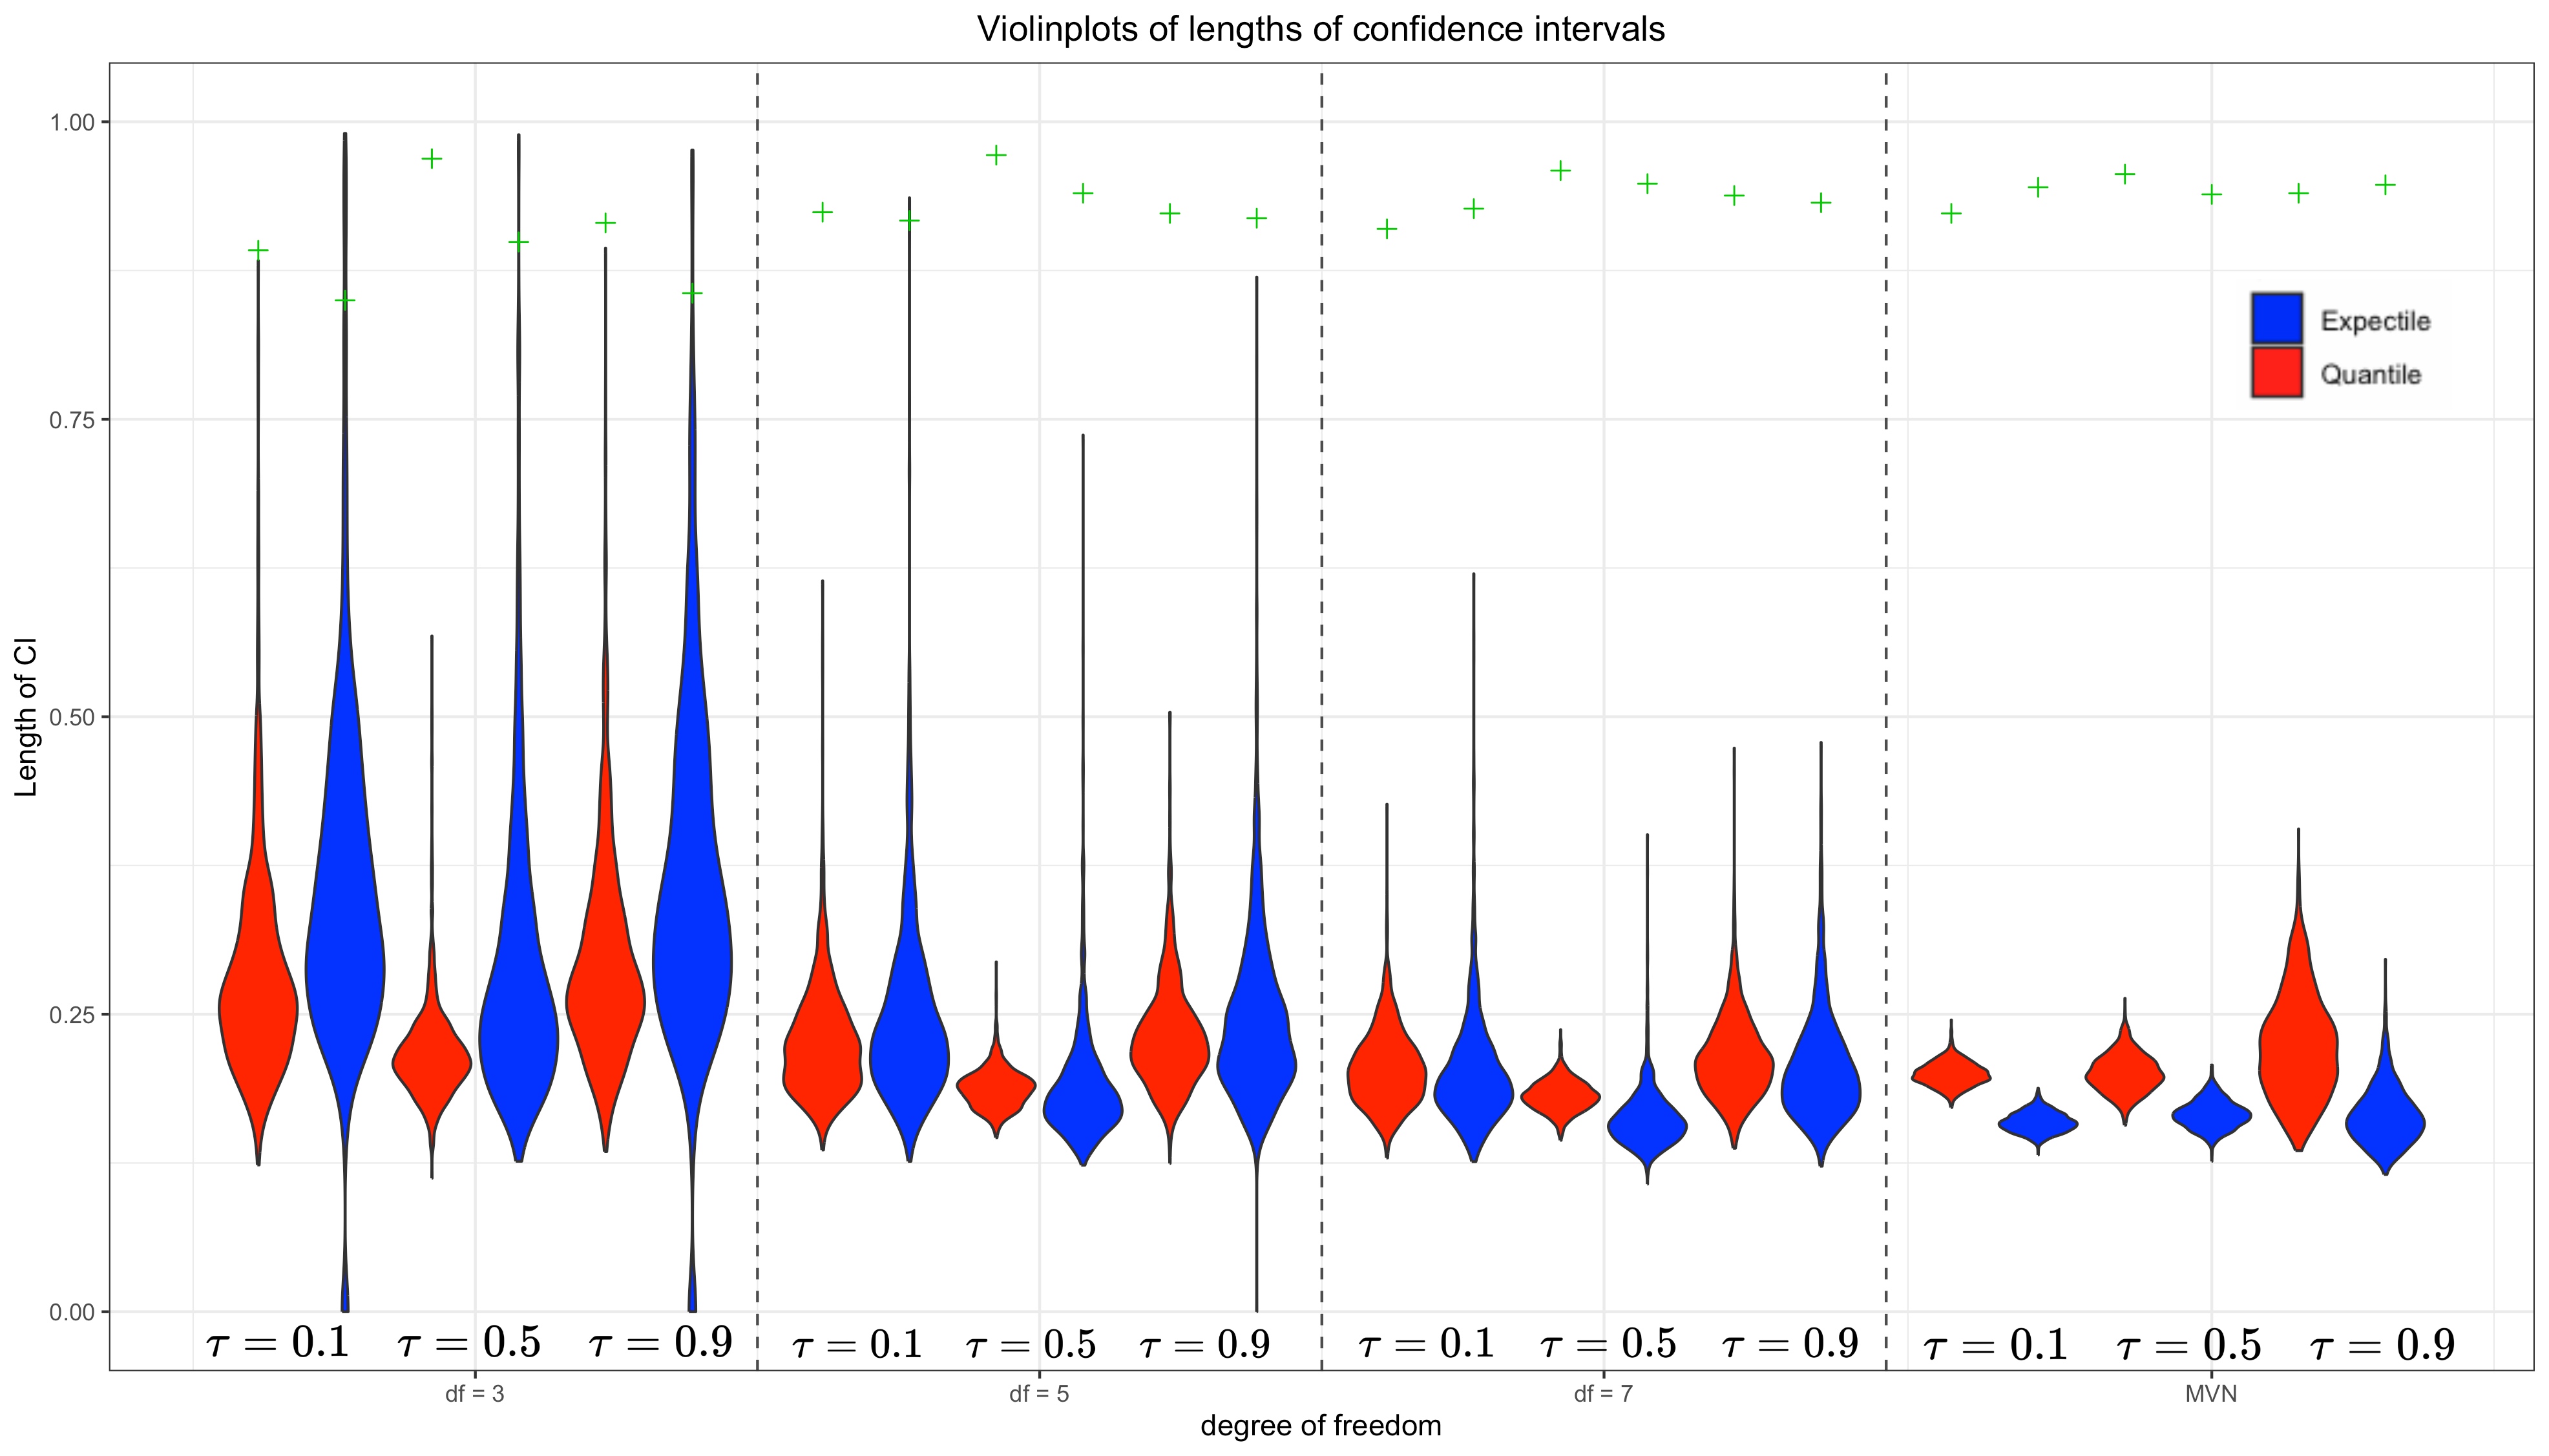 Violinplots of lengths of confidence intervals
1.00
0.75
0.50
0.25
0.00
Length of CI
Expectile
Quantile
τ = 0.1 τ = 0.5 τ = 0.9 τ = 0.1 τ = 0.5 τ = 0.9 τ = 0.1 τ = 0.5 τ = 0.9 τ = 0.1 τ = 0.5 τ = 0.9
df = 3 df = 5 df = 7 MVN
degree of freedom